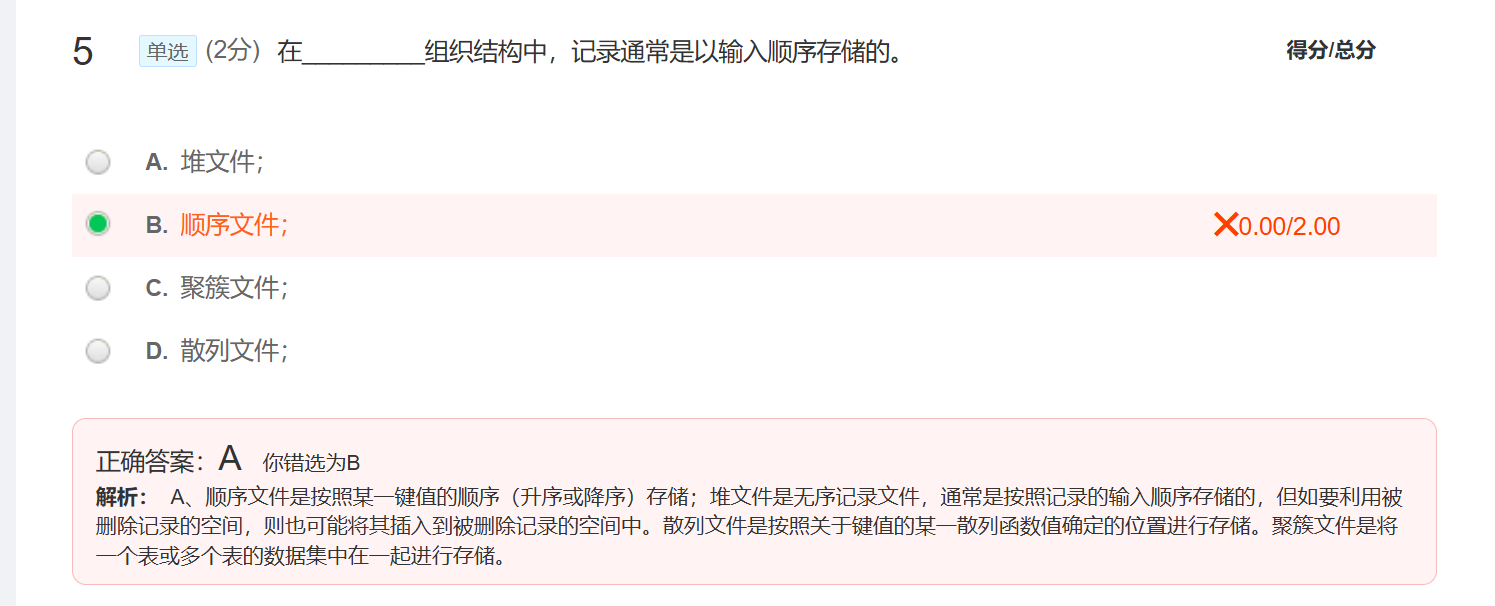 5 单选 (2分) 在__________组织结构中，记录通常是以输入顺序存储的。 得分/总分
A. 堆文件；
B. 顺序文件； ✕0.00/2.00
C. 聚簇文件；
D. 散列文件；
正确答案：A 你错选为B
解析： A、顺序文件是按照某一键值的顺序（升序或降序）存储；堆文件是无序记录文件，通常是按照记录的输入顺序存储的，但如要利用被
删除记录的空间，则也可能将其插入到被删除记录的空间中。散列文件是按照关于键值的某一散列函数值确定的位置进行存储。聚簇文件是将
一个表或多个表的数据集中在一起进行存储。